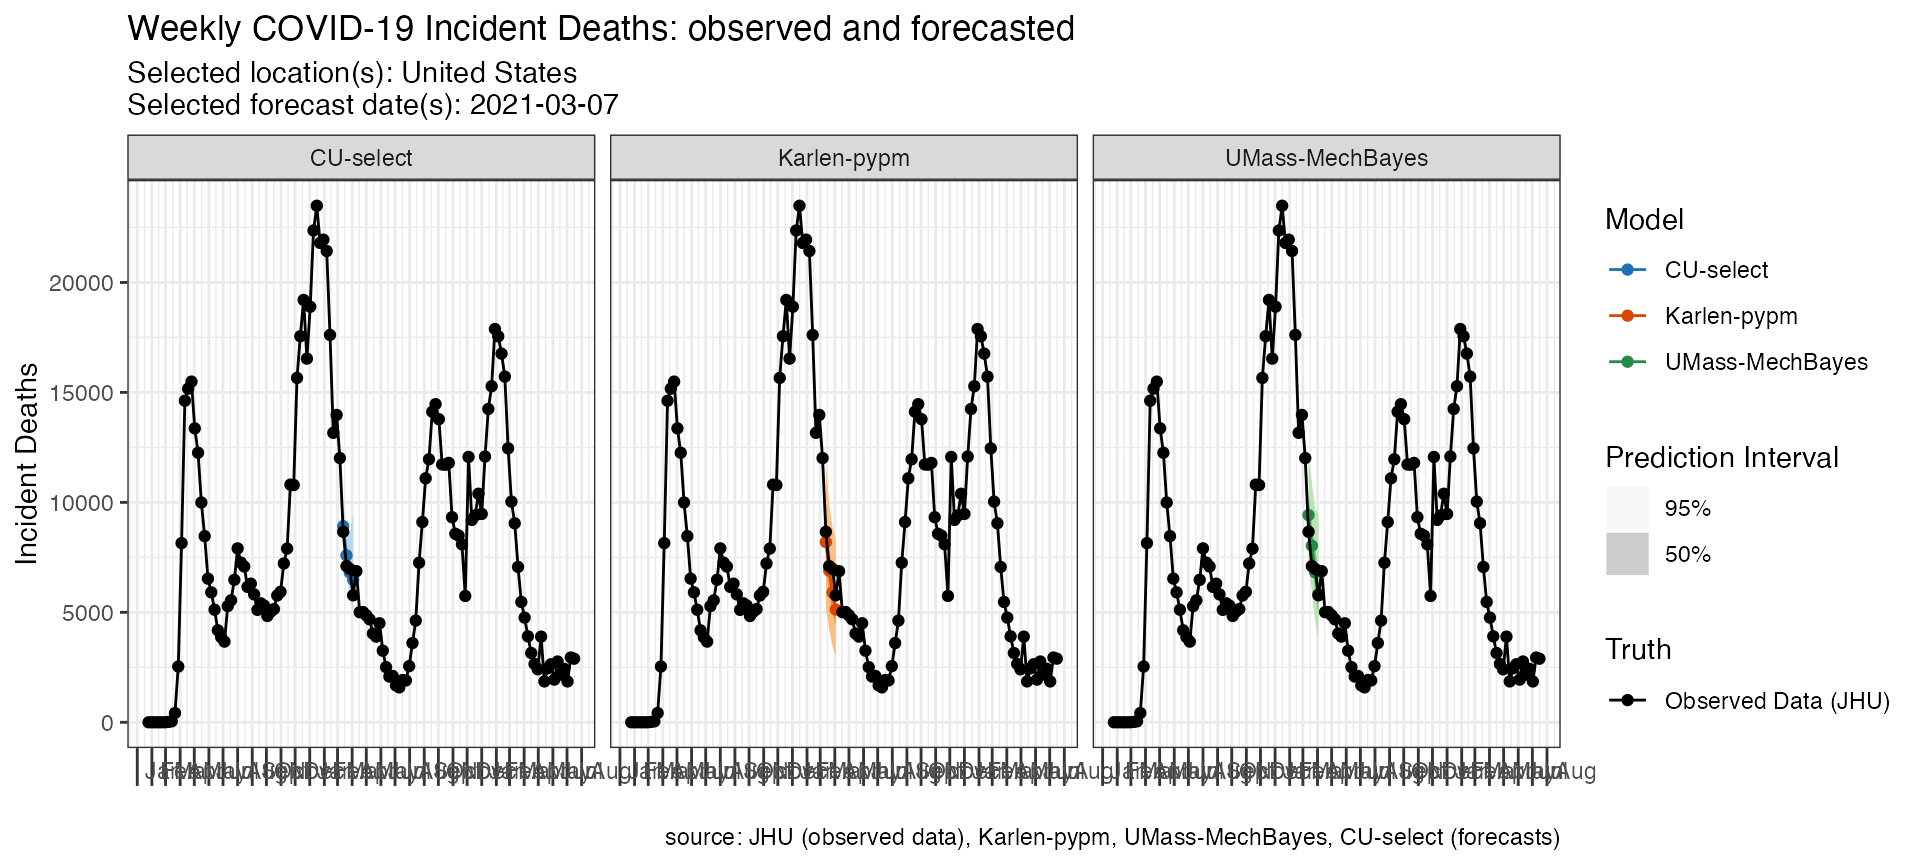 Weekly COVID-19 Incident Deaths: observed and forecasted
Selected location(s): United States
Selected forecast date(s): 2021-03-07
CU-select
Karlen-pypm
UMass-MechBayes
Incident Deaths
20000
15000
10000
5000
0
Model
CU-select
Karlen-pypm
UMass-MechBayes
Prediction Interval
95%
50%
Truth
Observed Data (JHU)
source: JHU (observed data), Karlen-pypm, UMass-MechBayes, CU-select (forecasts)